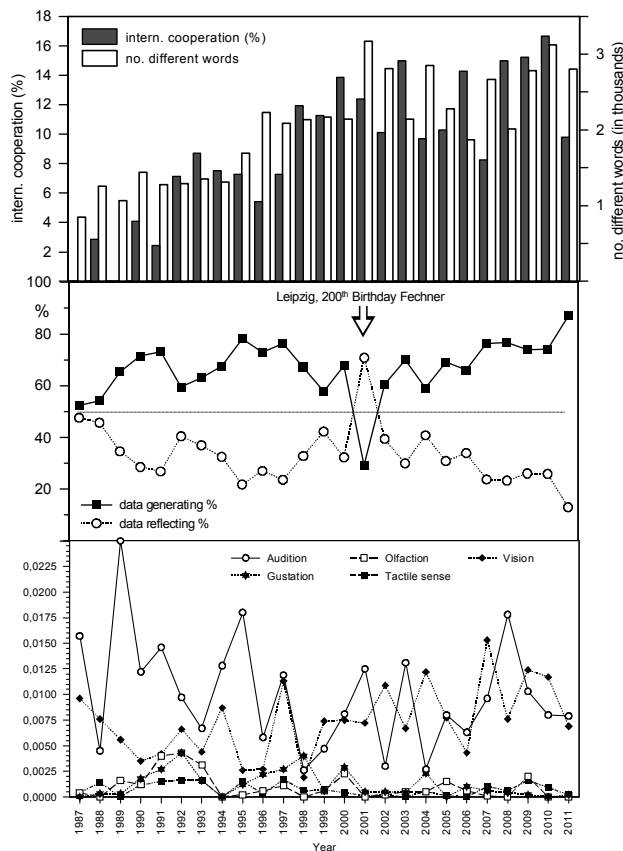 18
16
14
12
10
8
6
4
2
intern. cooperation (%)
intern. cooperation (%)
no. different words
3
2
1
no. different words (in thousands)
100
%
80
60
40
20
Leipzig, 200th Birthday Fechner
data generating %
data reflecting %
Audition
Olfaction
Vision
Gustation
Tactile sense
0,0225
0,0200
0,0175
0,0150
0,0125
0,0100
0,0075
0,0050
0,0025
0,0000
1987 1988 1989 1990 1991 1992 1993 1994 1995 1996 1997 1998 1999 2000 2001 2002 2003 2004 2005 2006 2007 2008 2009 2010 2011
Year